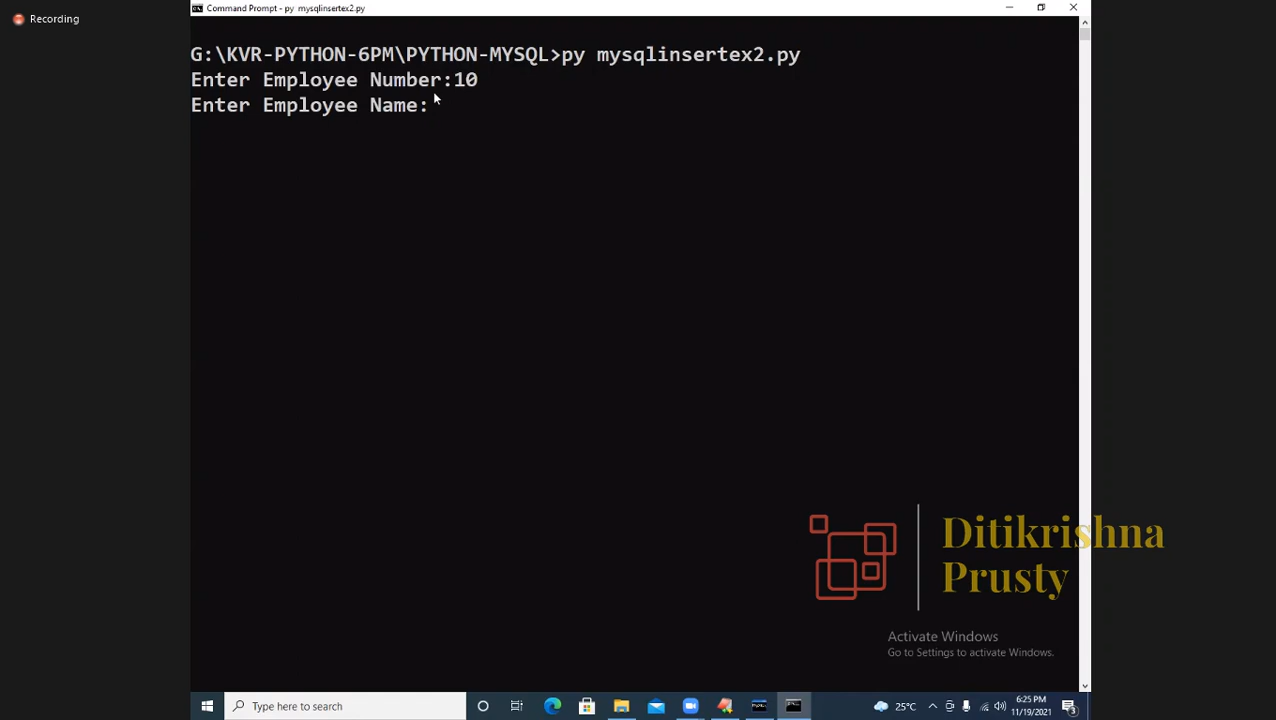 Recording
Command Prompt - py mysqlinsertex2.py
G:\KVR-PYTHON-6PM\PYTHON-MYSQL>py mysqlinsertex2.py
Enter Employee Number:10
Enter Employee Name:
Ditikrishna
Prusty
Activate Windows
Go to Settings to activate Windows.
Type here to search
25°C
6:25 PM
11/19/2021